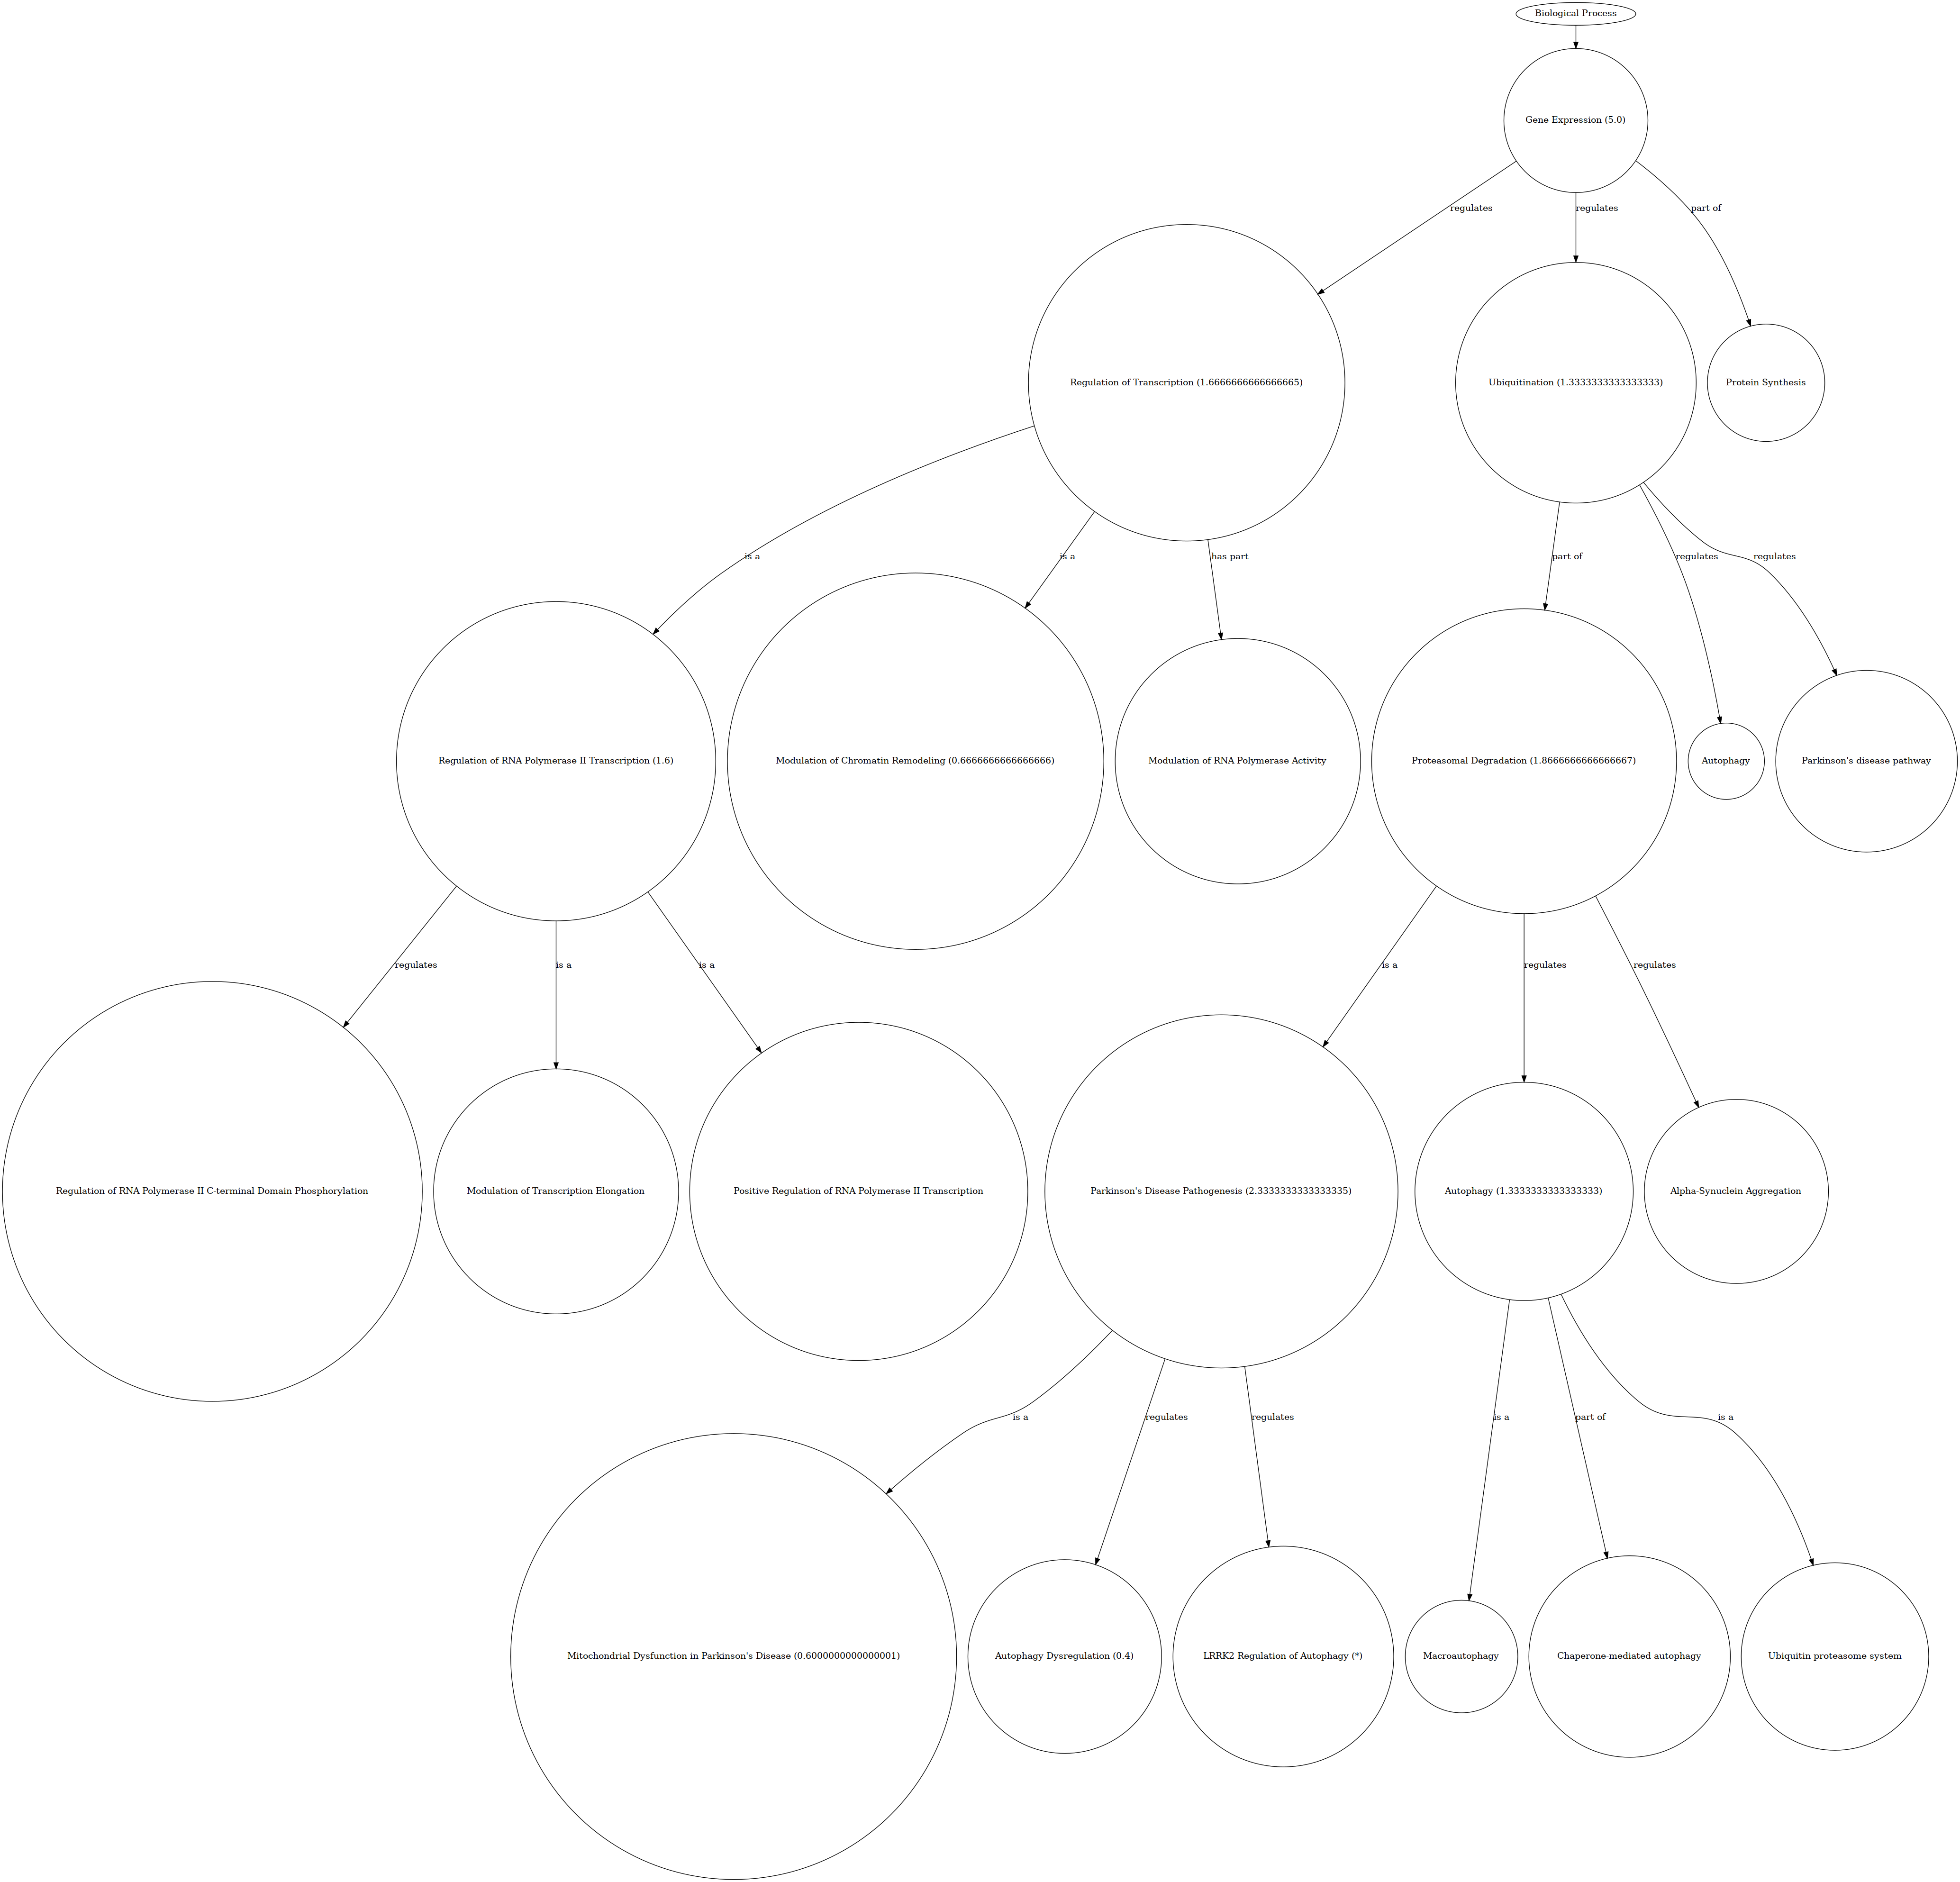 Biological Process
Gene Expression (5.0)
regulates
regulates
part of
Regulation of Transcription (1.6666666666666665)
Ubiquitination (1.3333333333333333)
Protein Synthesis
is a
is a
has part
part of
regulates
regulates
Regulation of RNA Polymerase II Transcription (1.6)
Modulation of Chromatin Remodeling (0.6666666666666666)
Modulation of RNA Polymerase Activity
Proteasomal Degradation (1.8666666666666667)
Autophagy
Parkinson's disease pathway
regulates
is a
is a
is a
regulates
regulates
Regulation of RNA Polymerase II C-terminal Domain Phosphorylation
Modulation of Transcription Elongation
Positive Regulation of RNA Polymerase II Transcription
Parkinson's Disease Pathogenesis (2.3333333333333335)
Autophagy (1.3333333333333333)
Alpha-Synuclein Aggregation
is a
regulates
regulates
is a
part of
is a
Mitochondrial Dysfunction in Parkinson's Disease (0.6000000000000001)
Autophagy Dysregulation (0.4)
LRRK2 Regulation of Autophagy (*)
Macroautophagy
Chaperone-mediated autophagy
Ubiquitin proteasome system